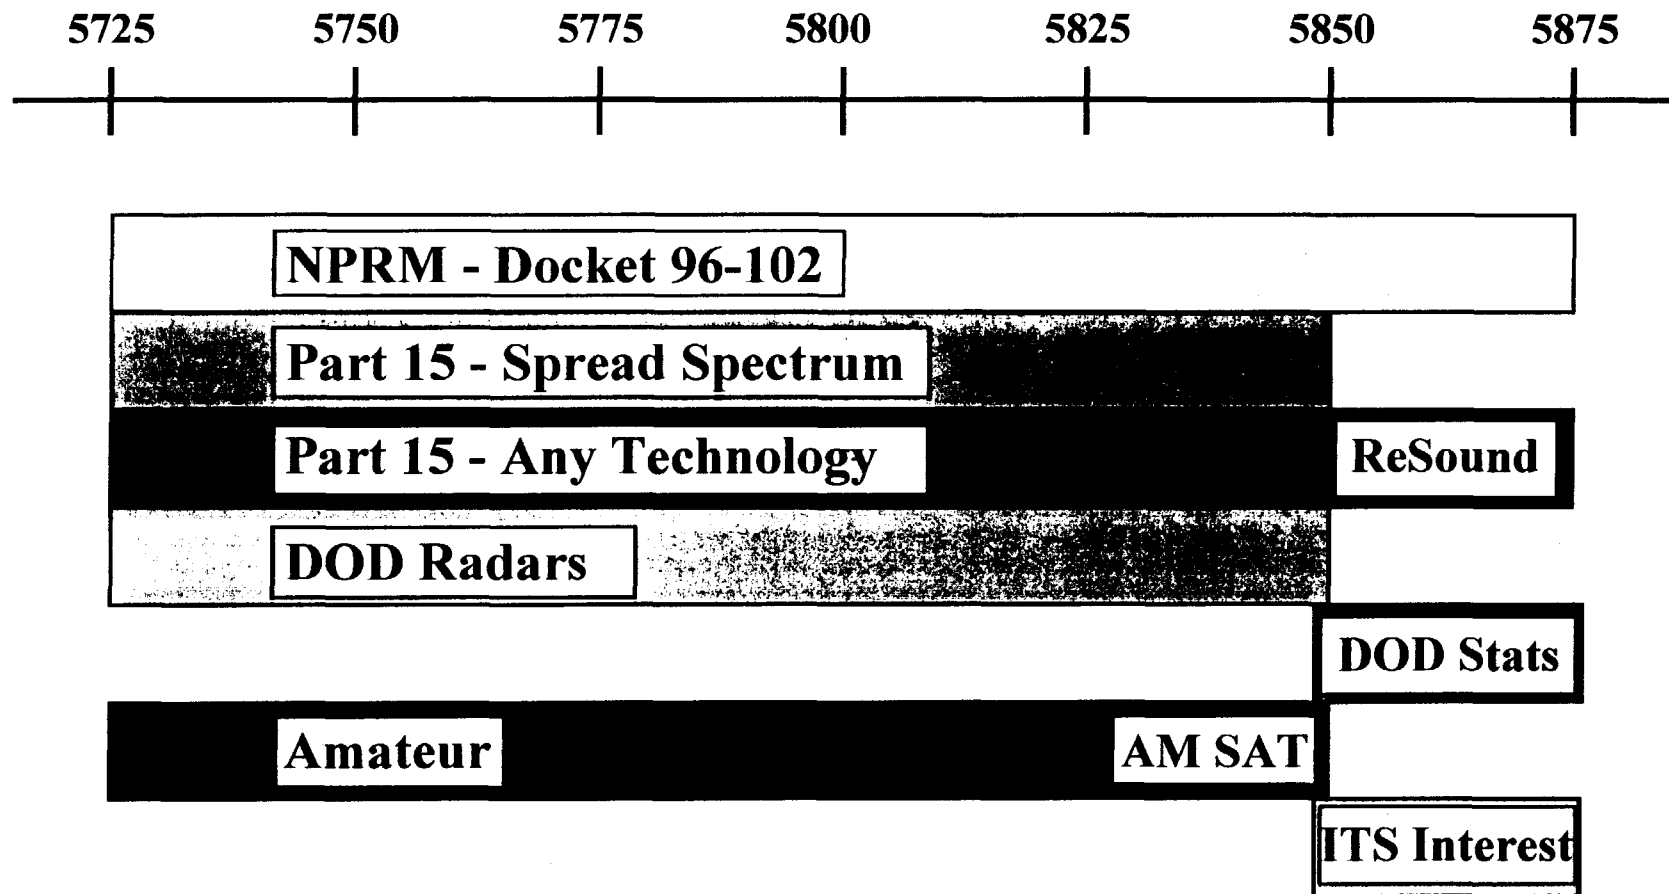 5725 5750 5775 5800 5825 5850 5875
NPRM - Docket 96-102
Part 15 - Spread Spectrum
Part 15 - Any Technology ReSound
DOD Radars
DOD Stats
Amateur AM SAT
ITS Interest